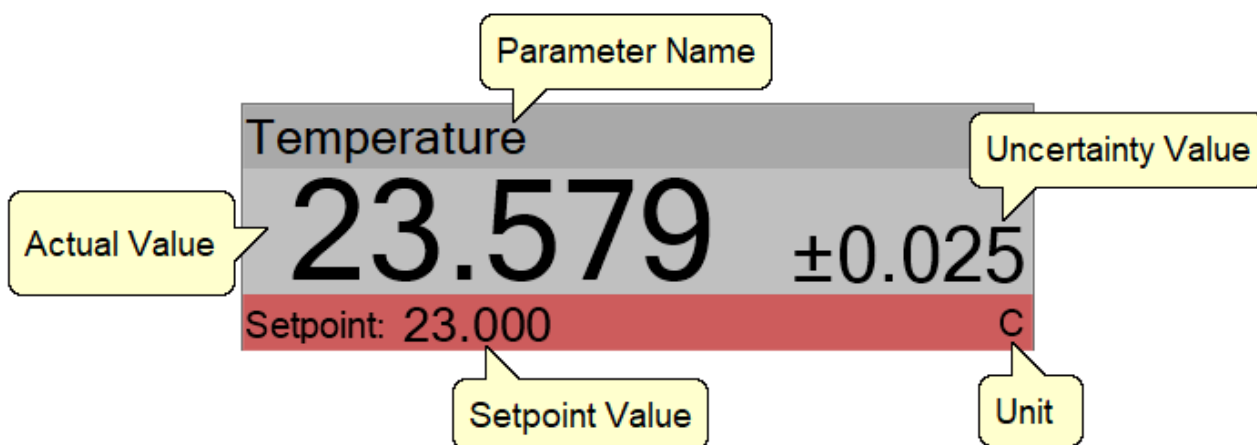 Parameter Name
Temperature
Uncertainty Value
Actual Value
23.579 ±0.025
Setpoint: 23.000 C
Setpoint Value
Unit